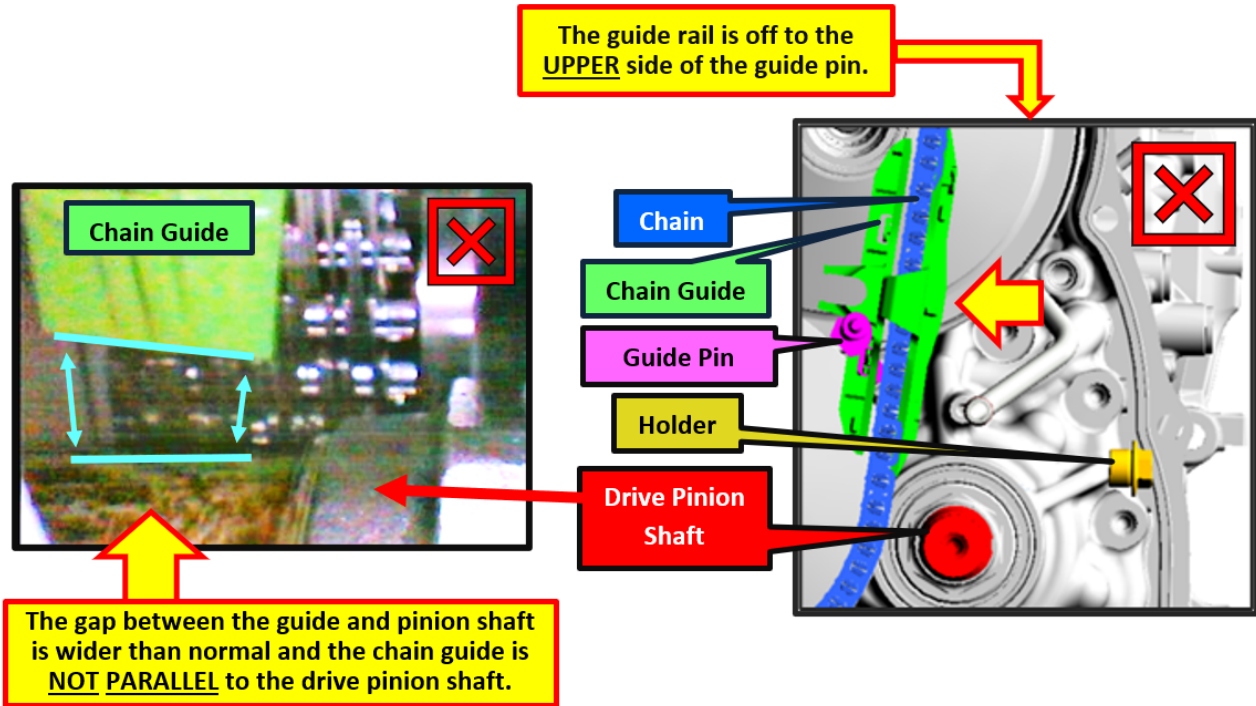 The guide rail is off to the
UPPER side of the guide pin.
Chain Guide
Chain
Chain Guide
Guide Pin
Holder
Drive Pinion
Shaft
The gap between the guide and pinion shaft
is wider than normal and the chain guide is
NOT PARALLEL to the drive pinion shaft.